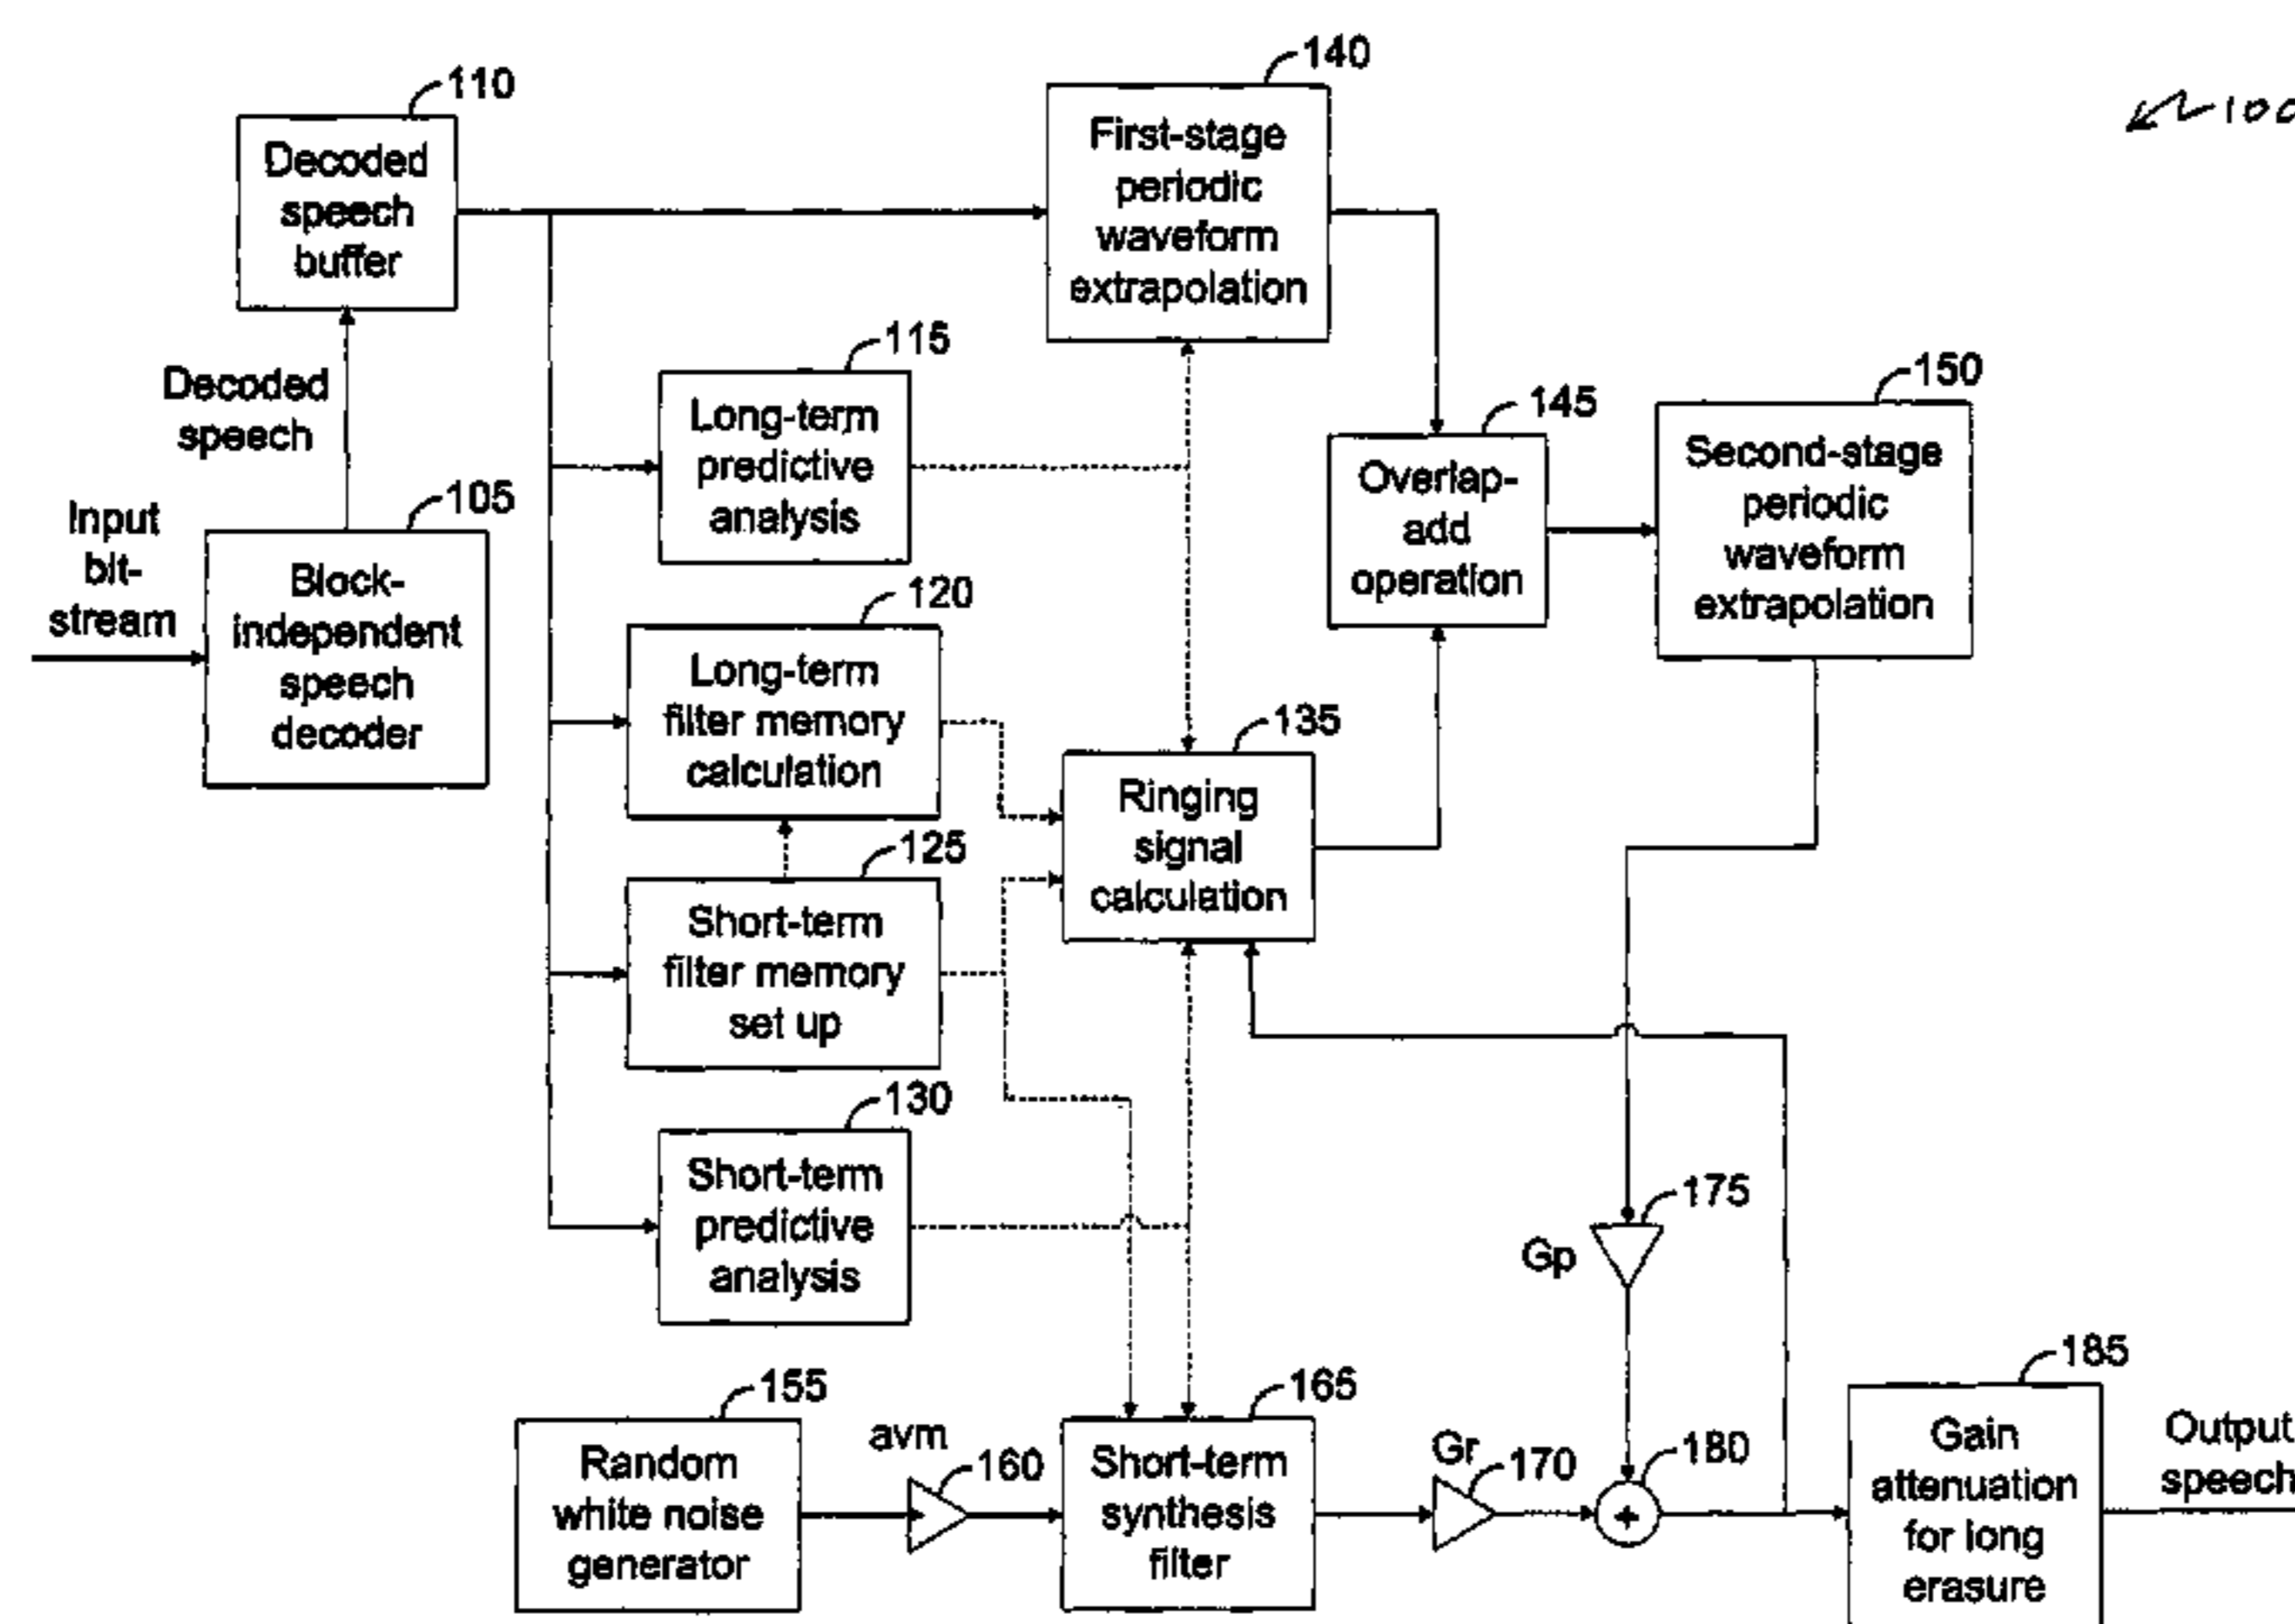 140
100
110
First-stage
periodic
waveform
extrapolation
Decoded
speech
buffer
115
150
Decoded
speech
Long-term
predictive
analysis
145
Second-stage
periodic
waveform
extrapolation
Overlap-
add
operation
105
Input
bit-
stream
Block-
independent
speech
decoder
120
Long-term
filter memory
calculation
135
Ringing
signal
calculation
125
Short-term
filter memory
set up
130
Short-term
predictive
analysis
175
Gp
185
155
165
avm
160
Gr
170
180
Random
white noise
generator
Short-term
synthesis
filter
+
Gain
attenuation
for long
erasure
Output
speech